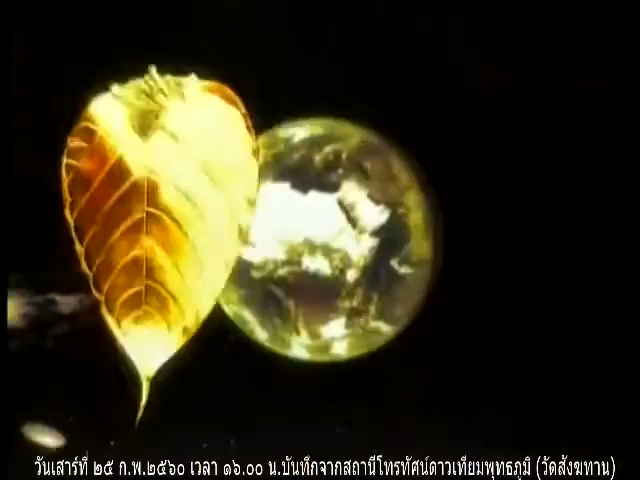 วันเสาร์ที่ ๒๕ ก.พ.๒๕๖๐ เวลา ๑๖.๐๐ น.บันทึกจากสถานีโทรทัศน์ดาวเทียมพุทธภูมิ (วัดสังฆทาน)